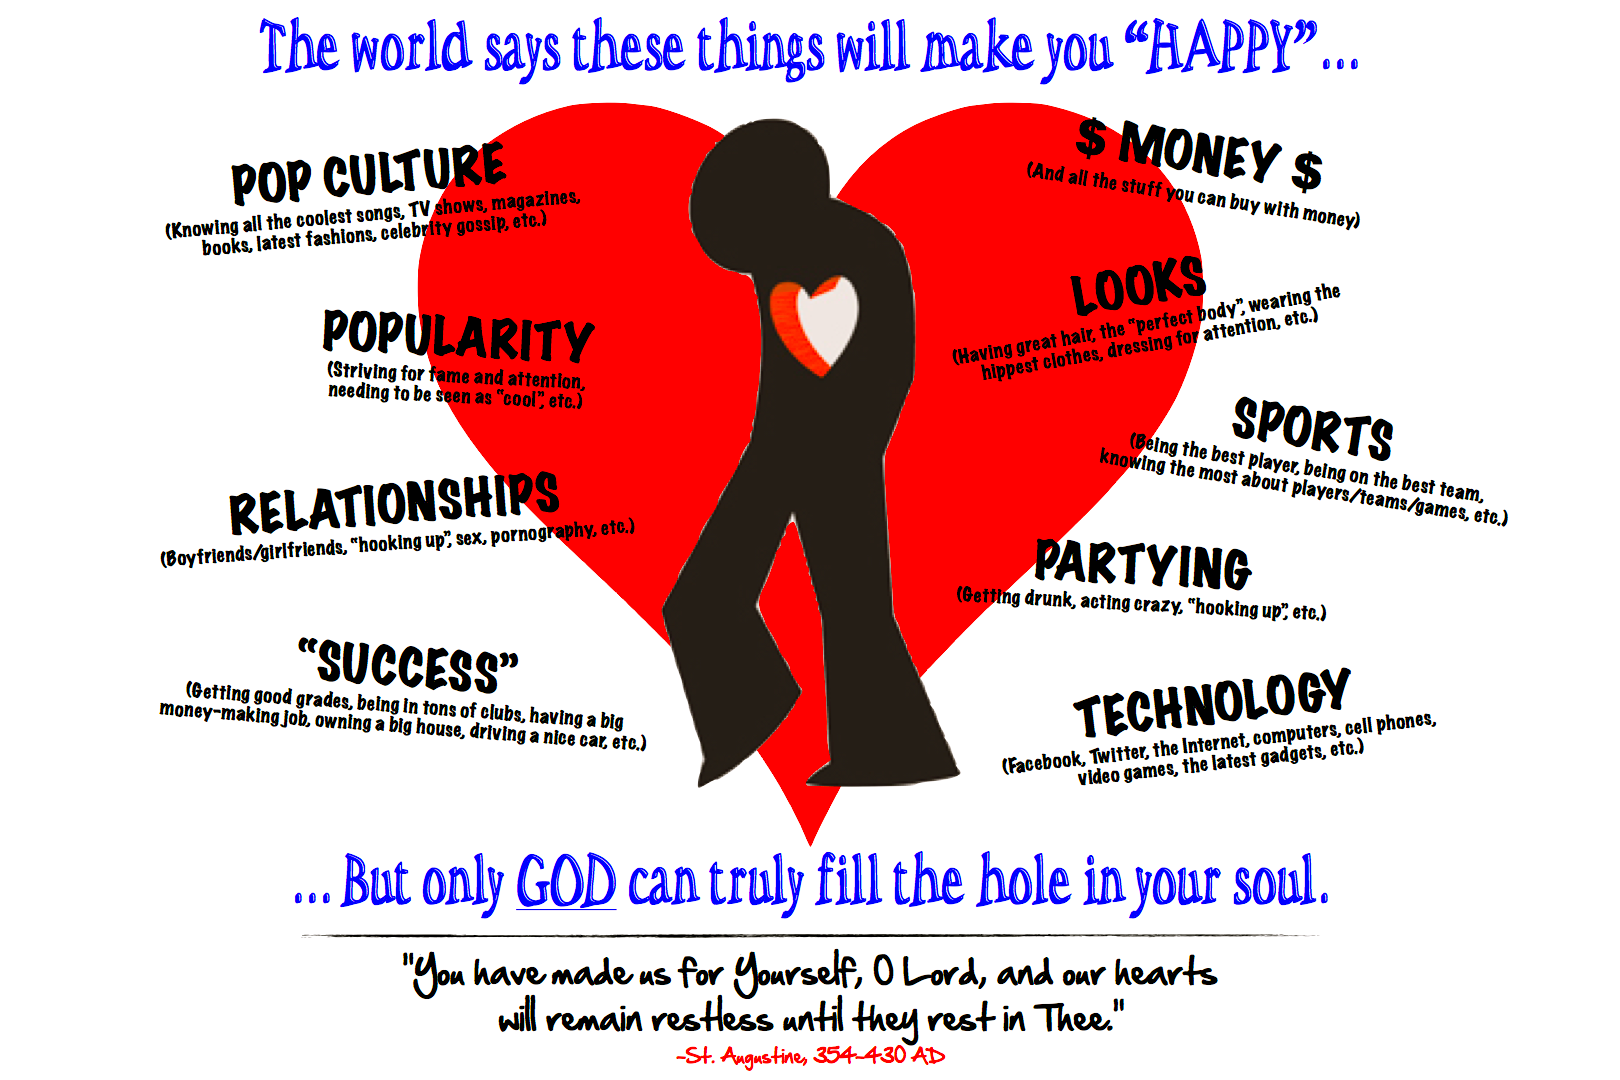 The world says these things will make you “HAPPY”...
POP CULTURE
(Knowing all the coolest songs, TV shows, magazines,
books, latest fashions, celebrity gossip, etc.)
POPULARITY
(Striving for fame and attention,
needing to be seen as “cool”, etc.)
RELATIONSHIPS
(Boyfriends/girlfriends, “hooking up”, sex, pornography, etc.)
“SUCCESS”
(Getting good grades, being in tons of clubs, having a big
money-making job, owning a big house, driving a nice car, etc.)
$ MONEY $
(And all the stuff you can buy with money)
LOOKS
(Having great hair, the “perfect body”, wearing the
hippest clothes, dressing for attention, etc.)
SPORTS
(Being the best player, being on the best team,
knowing the most about players/teams/games, etc.)
PARTYING
(Getting drunk, acting crazy, “hooking up”, etc.)
TECHNOLOGY
(Facebook, Twitter, the Internet, computers, cell phones,
video games, the latest gadgets, etc.)
... But only GOD can truly fill the hole in your soul.
"You have made us for Yourself, O Lord, and our hearts
will remain restless until they rest in Thee."
-St. Augustine, 354-430 AD